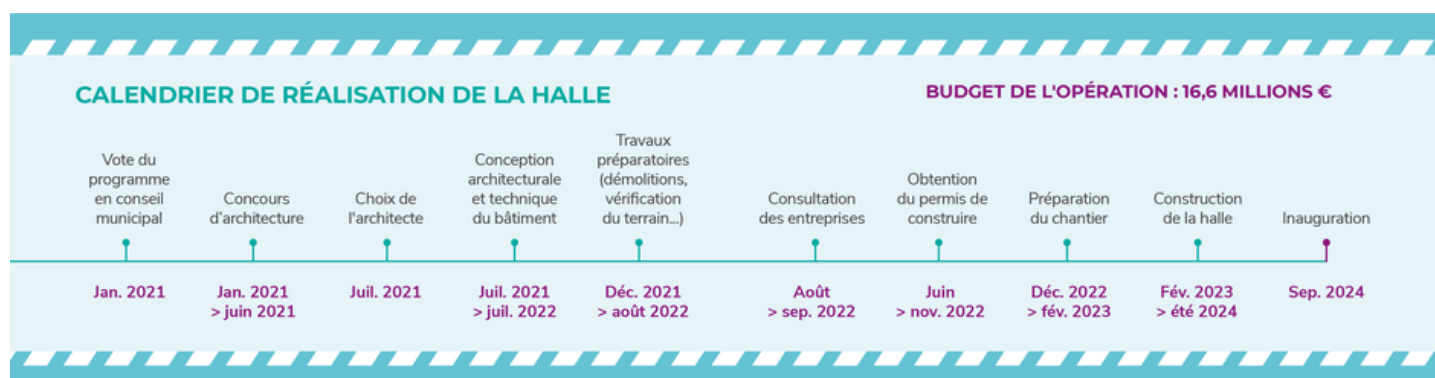 CALENDRIER DE RÉALISATION DE LA HALLE
BUDGET DE L'OPÉRATION : 16,6 MILLIONS €
Vote du
programme
en conseil
municipal
Jan. 2021
Concours
d'architecture
Jan. 2021
> juin 2021
Choix de
l'architecte
Juil. 2021
Conception
architecturale
et technique
du bâtiment
Juil. 2021
> juil. 2022
Travaux
préparatoires
(démolitions,
vérification
du terrain...)
Déc. 2021
> août 2022
Consultation
des entreprises
Août
> sep. 2022
Obtention
du permis de
construire
Juin
> nov. 2022
Préparation
du chantier
Déc. 2022
> fév. 2023
Construction
de la halle
Fév. 2023
> été 2024
Inauguration
Sep. 2024